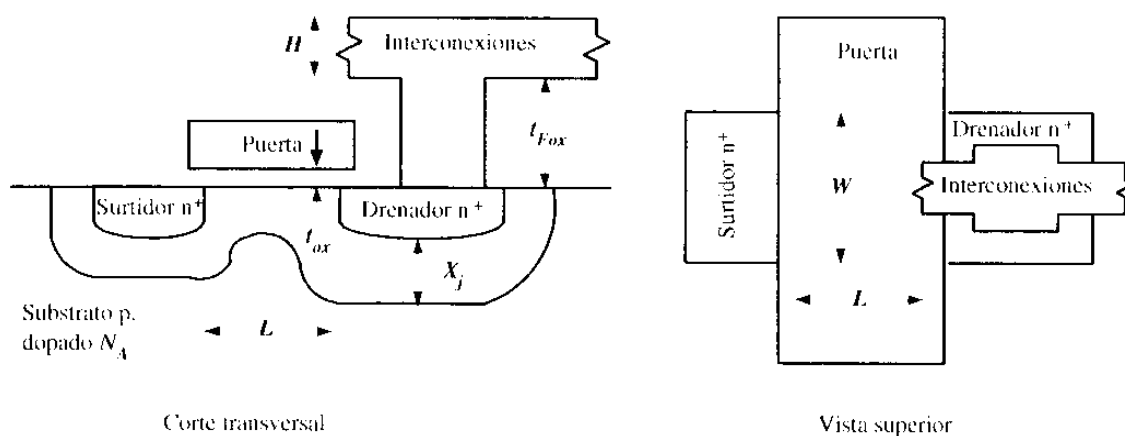 H
Interconexiones
Puerta
t_Fox
Surtidor n+
Drenador n+
t_ox
X_j
Substrato p.
dopado N_A
L
Corte transversal
Puerta
Surtidor n+
Drenador n+
W
Interconexiones
L
Vista superior